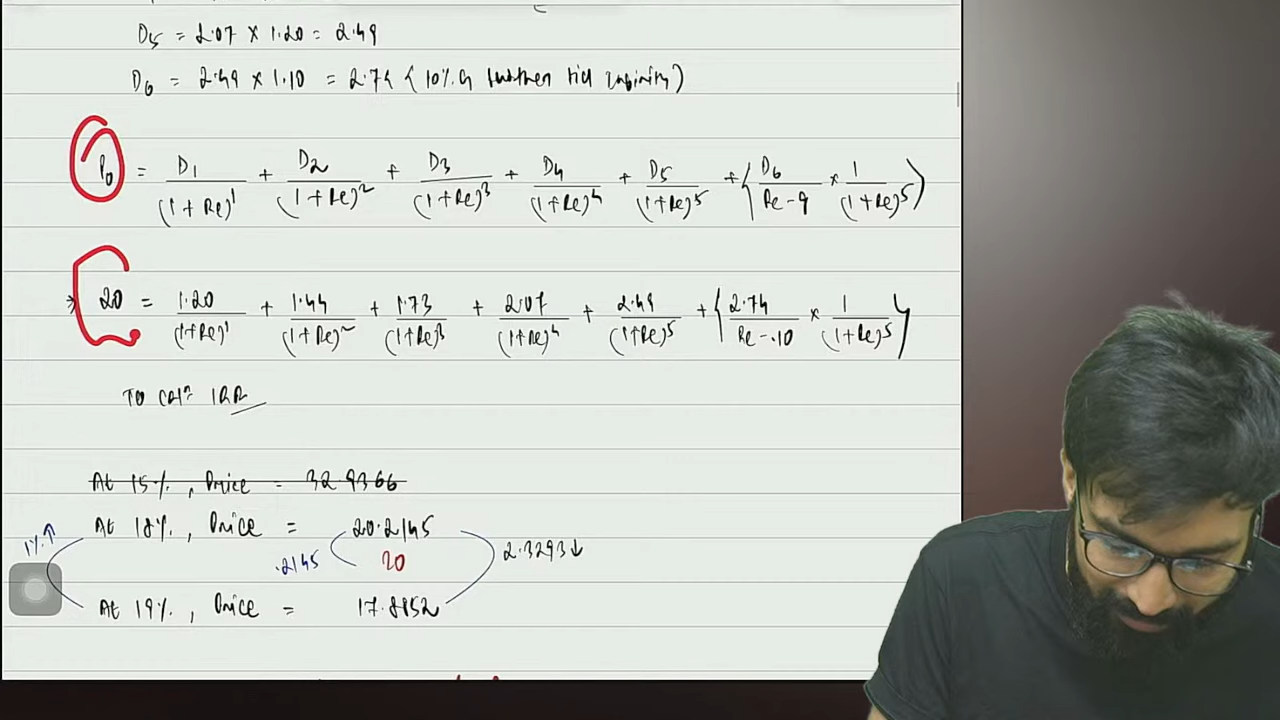 D5 = 2.07 × 1.20 = 2.49
D6 = 2.49 × 1.10 = 2.74 (10% G further till infinity)
P0 = D1/(1+Re)^1 + D2/(1+Re)^2 + D3/(1+Re)^3 + D4/(1+Re)^4 + D5/(1+Re)^5 + {D6/(Re-g) × 1/(1+Re)^5}
⇒ 20 = 1.20/(1+Re)^1 + 1.44/(1+Re)^2 + 1.73/(1+Re)^3 + 2.07/(1+Re)^4 + 2.49/(1+Re)^5 + {2.74/(Re-.10) × 1/(1+Re)^5}
TO IRR
At 15%, Price = 32.9366
At 18%, Price = 20.2145
1%↑ .2145 20 2.3293↓
At 19%, Price = 17.8852